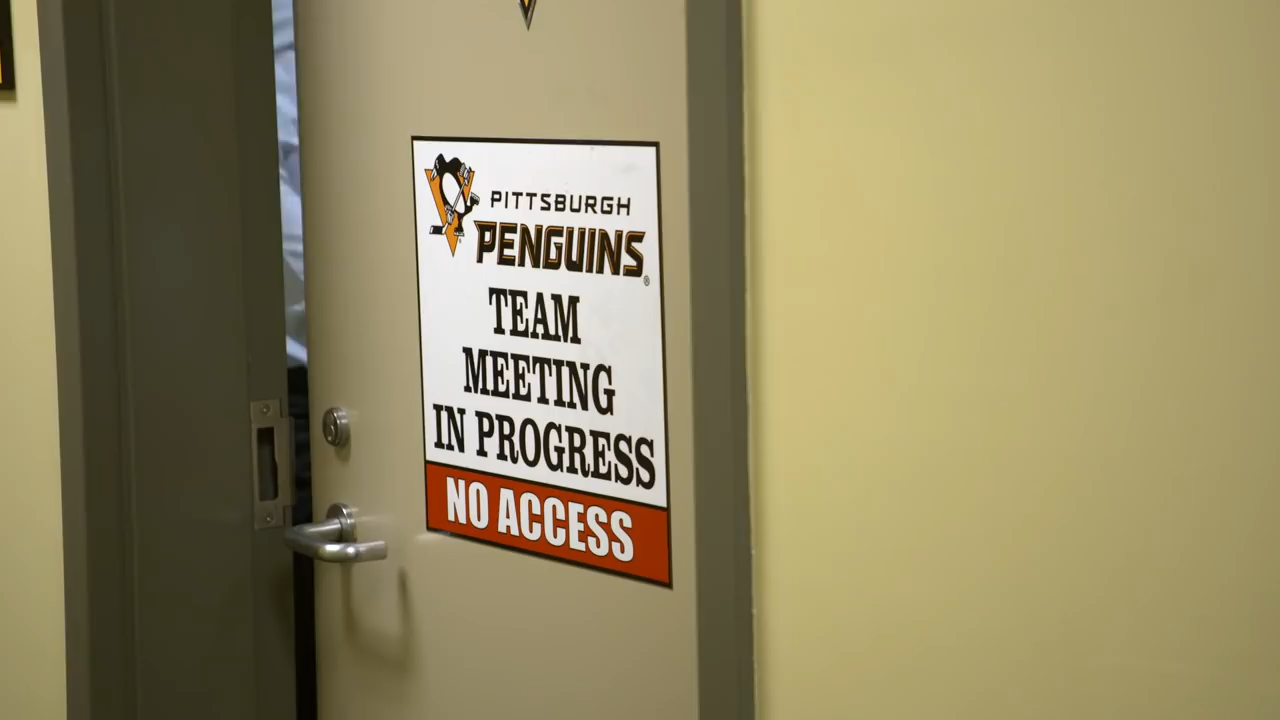 PITTSBURGH
PENGUINS®
TEAM
MEETING
IN PROGRESS
NO ACCESS